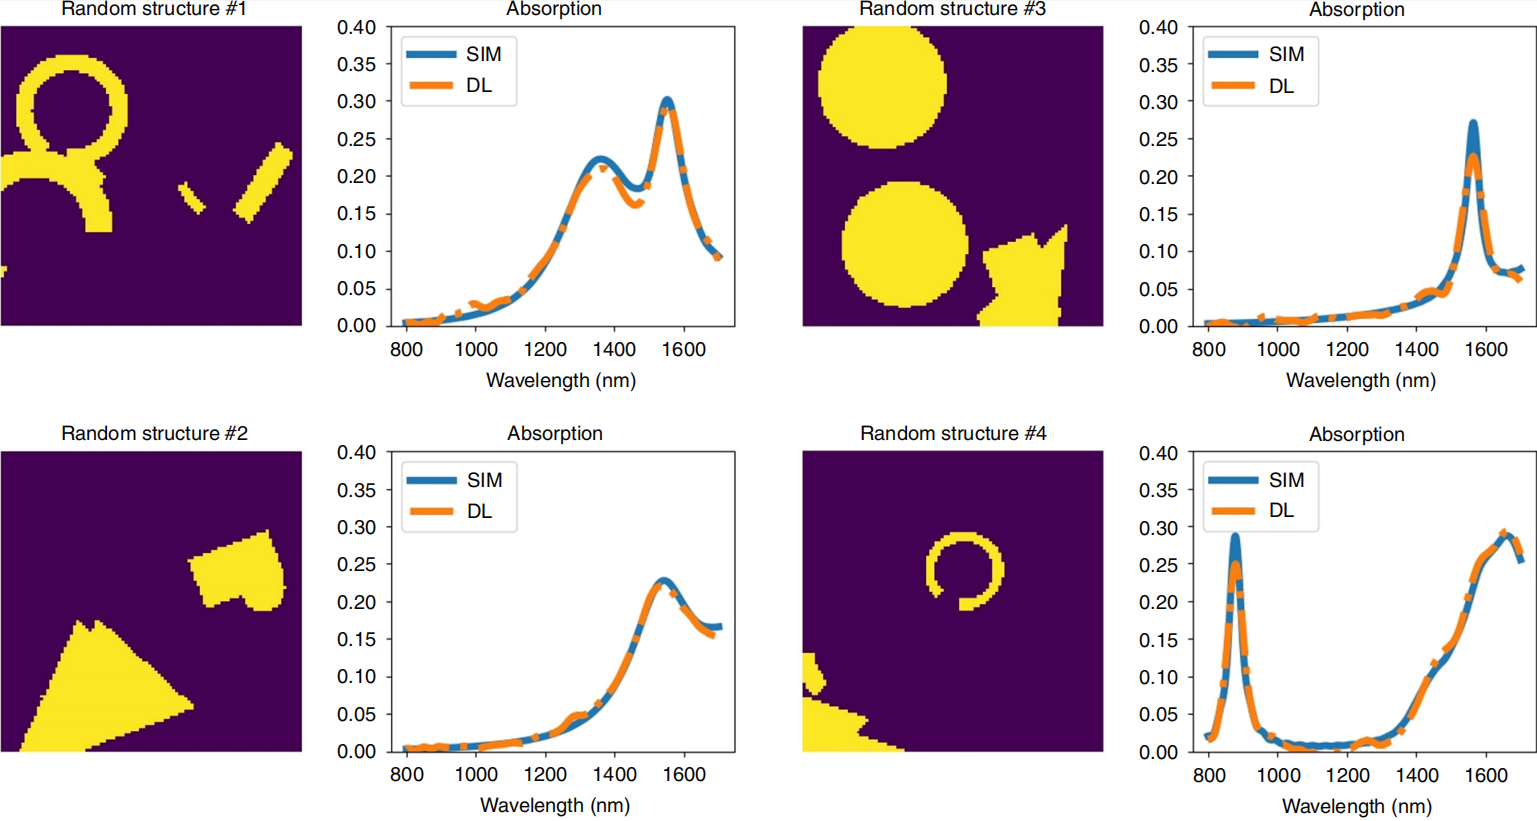 Random structure #1
Absorption
0.40
0.35
0.30
0.25
0.20
0.15
0.10
0.05
0.00
SIM
DL
800 1000 1200 1400 1600
Wavelength (nm)
Random structure #3
Absorption
0.40
0.35
0.30
0.25
0.20
0.15
0.10
0.05
0.00
SIM
DL
800 1000 1200 1400 1600
Wavelength (nm)
Random structure #2
Absorption
0.40
0.35
0.30
0.25
0.20
0.15
0.10
0.05
0.00
SIM
DL
800 1000 1200 1400 1600
Wavelength (nm)
Random structure #4
Absorption
0.40
0.35
0.30
0.25
0.20
0.15
0.10
0.05
0.00
SIM
DL
800 1000 1200 1400 1600
Wavelength (nm)